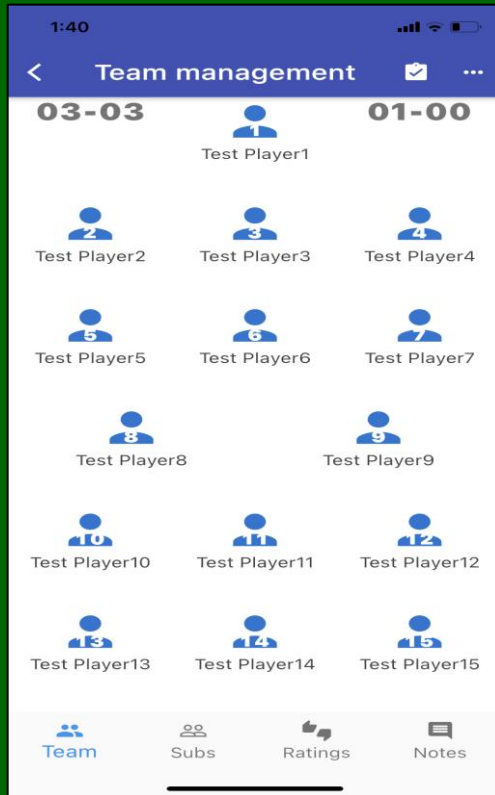 1:40
Team management
03-03
1
01-00
Test Player1
2 3 4
Test Player2 Test Player3 Test Player4
5 6 7
Test Player5 Test Player6 Test Player7
8 9
Test Player8 Test Player9
10 11 12
Test Player10 Test Player11 Test Player12
13 14 15
Test Player13 Test Player14 Test Player15
Team Subs Ratings Notes